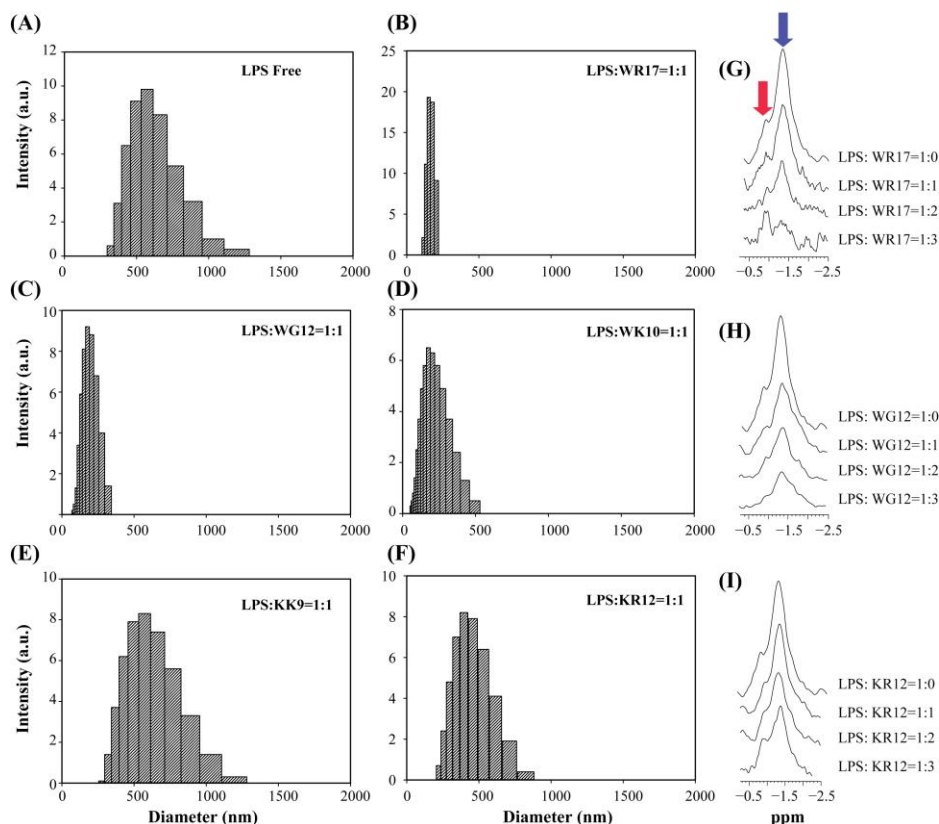 (A)
Intensity (a.u.)
12
10
8
6
4
2
0
LPS Free
0 500 1000 1500 2000
(B)
25
20
15
10
5
0
LPS:WR17=1:1
0 500 1000 1500 2000
(C)
Intensity (a.u.)
10
8
6
4
2
0
LPS:WG12=1:1
0 500 1000 1500 2000
(D)
8
6
4
2
0
LPS:WK10=1:1
0 500 1000 1500 2000
(E)
Intensity (a.u.)
10
8
6
4
2
0
LPS:KK9=1:1
0 500 1000 1500 2000
Diameter (nm)
(F)
10
8
6
4
2
0
LPS:KR12=1:1
0 500 1000 1500 2000
Diameter (nm)
(G)
LPS: WR17=1:0
LPS: WR17=1:1
LPS: WR17=1:2
LPS: WR17=1:3
−0.5 −1.5 −2.5
(H)
LPS: WG12=1:0
LPS: WG12=1:1
LPS: WG12=1:2
LPS: WG12=1:3
−0.5 −1.5 −2.5
(I)
LPS: KR12=1:0
LPS: KR12=1:1
LPS: KR12=1:2
LPS: KR12=1:3
−0.5 −1.5 −2.5
ppm